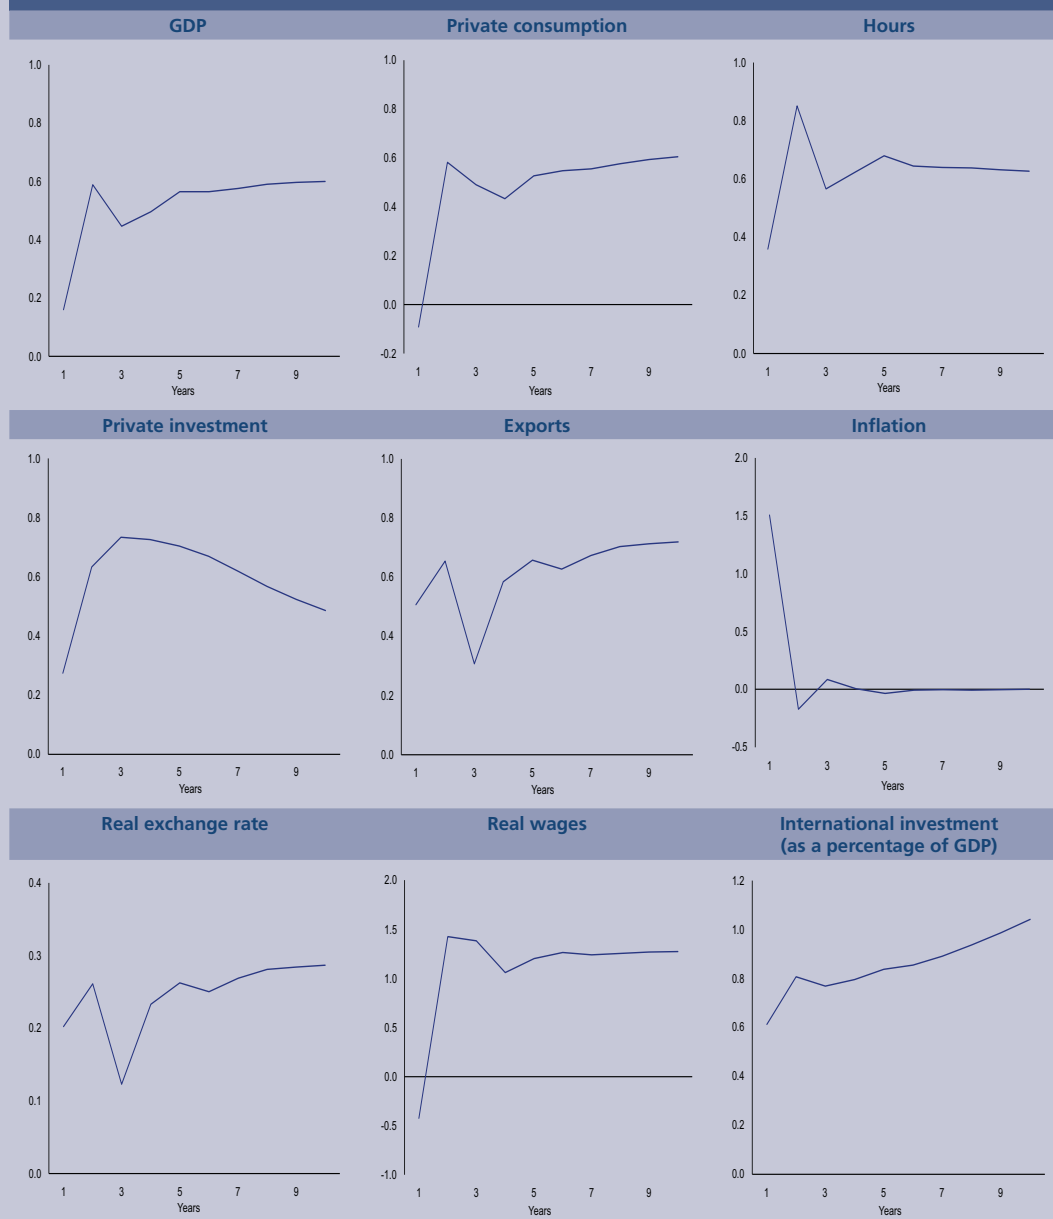 GDP
1.0
0.8
0.6
0.4
0.2
0.0
1 3 5 7 9
Years
Private consumption
1.0
0.8
0.6
0.4
0.2
0.0
-0.2
1 3 5 7 9
Years
Hours
1.0
0.8
0.6
0.4
0.2
0.0
1 3 5 7 9
Years
Private investment
1.0
0.8
0.6
0.4
0.2
0.0
1 3 5 7 9
Years
Exports
1.0
0.8
0.6
0.4
0.2
0.0
1 3 5 7 9
Years
Inflation
2.0
1.5
1.0
0.5
0.0
-0.5
1 3 5 7 9
Years
Real exchange rate
0.4
0.3
0.2
0.1
0.0
1 3 5 7 9
Years
Real wages
2.0
1.5
1.0
0.5
0.0
-0.5
-1.0
1 3 5 7 9
Years
International investment
(as a percentage of GDP)
1.2
1.0
0.8
0.6
0.4
0.2
0.0
1 3 5 7 9
Years